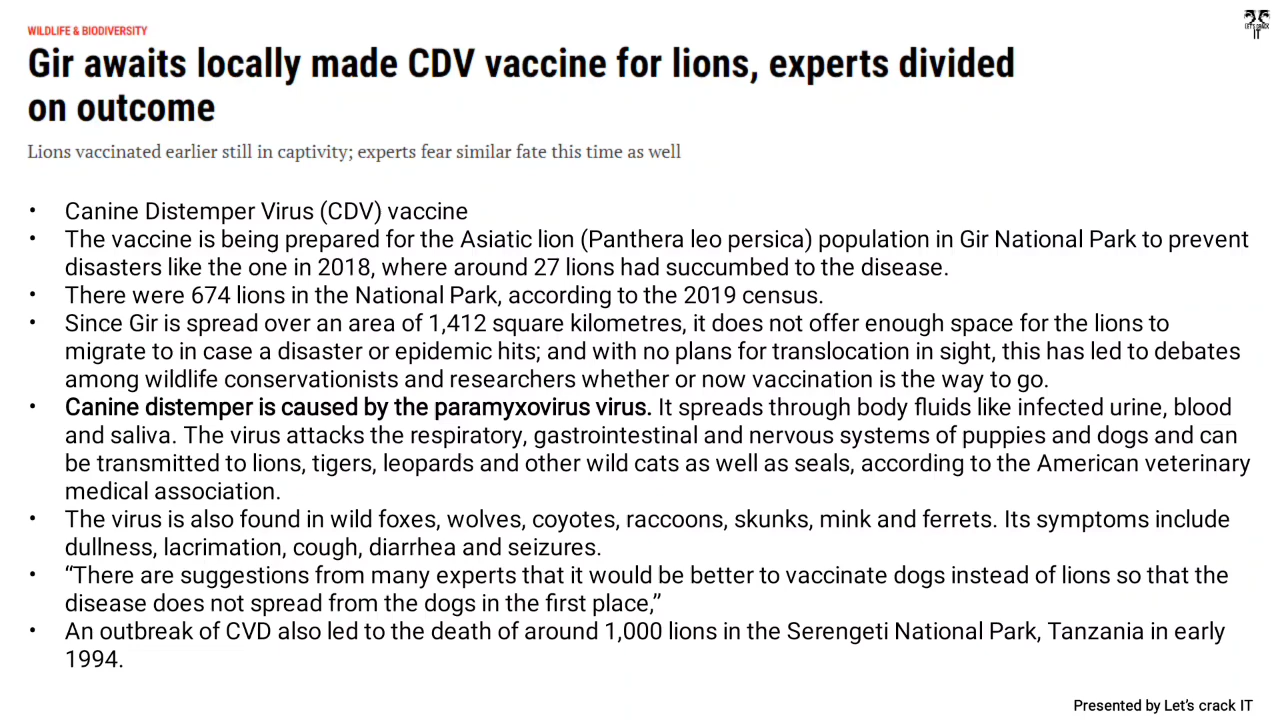 WILDLIFE & BIODIVERSITY
LET'S CRACK
IT
Gir awaits locally made CDV vaccine for lions, experts divided
on outcome
Lions vaccinated earlier still in captivity; experts fear similar fate this time as well
• Canine Distemper Virus (CDV) vaccine
• The vaccine is being prepared for the Asiatic lion (Panthera leo persica) population in Gir National Park to prevent
disasters like the one in 2018, where around 27 lions had succumbed to the disease.
• There were 674 lions in the National Park, according to the 2019 census.
• Since Gir is spread over an area of 1,412 square kilometres, it does not offer enough space for the lions to
migrate to in case a disaster or epidemic hits; and with no plans for translocation in sight, this has led to debates
among wildlife conservationists and researchers whether or now vaccination is the way to go.
• Canine distemper is caused by the paramyxovirus virus. It spreads through body fluids like infected urine, blood
and saliva. The virus attacks the respiratory, gastrointestinal and nervous systems of puppies and dogs and can
be transmitted to lions, tigers, leopards and other wild cats as well as seals, according to the American veterinary
medical association.
• The virus is also found in wild foxes, wolves, coyotes, raccoons, skunks, mink and ferrets. Its symptoms include
dullness, lacrimation, cough, diarrhea and seizures.
• “There are suggestions from many experts that it would be better to vaccinate dogs instead of lions so that the
disease does not spread from the dogs in the first place,”
• An outbreak of CVD also led to the death of around 1,000 lions in the Serengeti National Park, Tanzania in early
1994.
Presented by Let’s crack IT